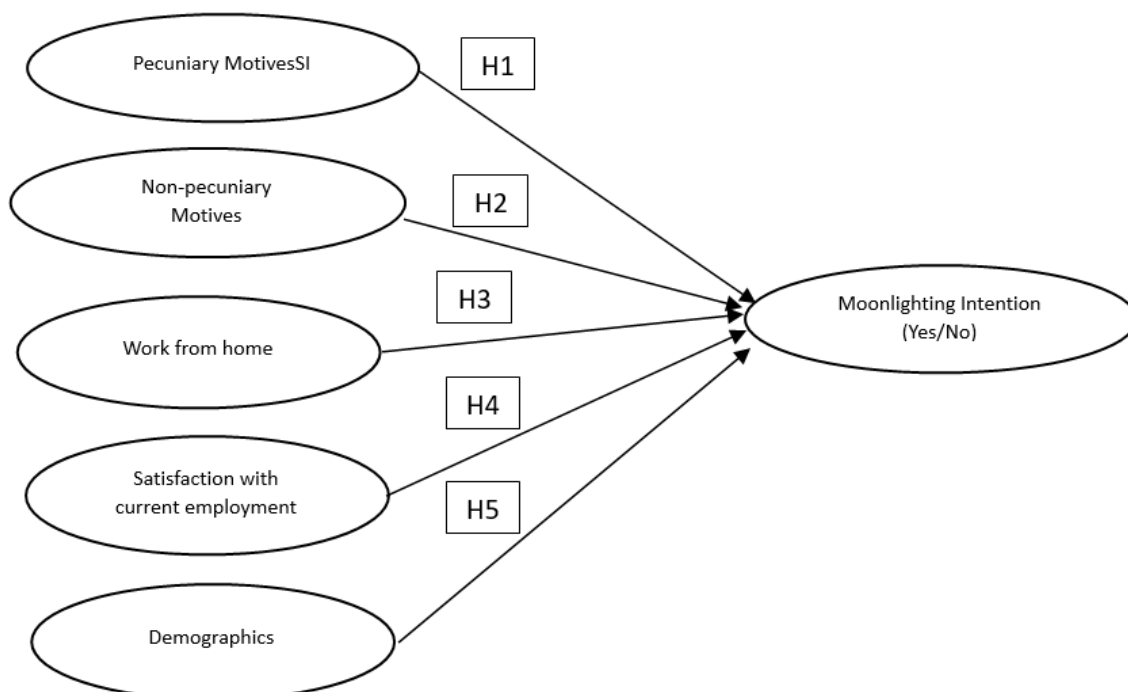 Pecuniary MotivesSI
H1
Non-pecuniary
Motives
H2
H3
Moonlighting Intention
(Yes/No)
Work from home
H4
Satisfaction with
current employment
H5
Demographics